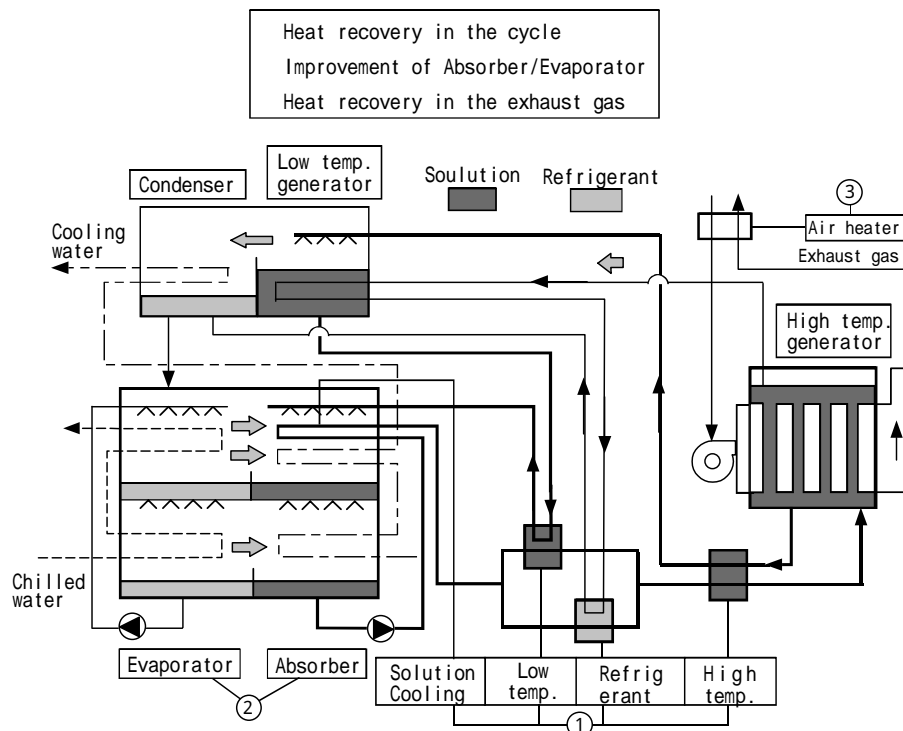 Heat recovery in the cycle
Improvement of Absorber/Evaporator
Heat recovery in the exhaust gas
Condenser
Low temp.
generator
Soulution
Refrigerant
3
Air heater
Exhaust gas
Cooling
water
High temp.
generator
Chilled
water
Evaporator
Absorber
2
Solution
Cooling
Low
temp.
Refrig
erant
High
temp.
1